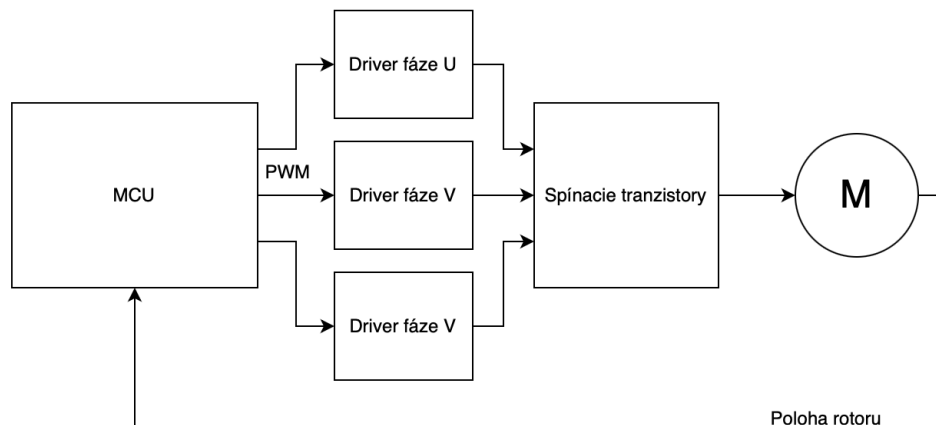 Driver fáze U
PWM
MCU
Driver fáze V
Spínacie tranzistory
M
Driver fáze V
Poloha rotoru